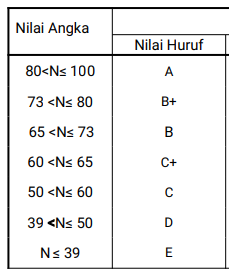 Nilai Angka
Nilai Huruf
80<N≤ 100 A
73 <N≤ 80 B+
65 <N≤ 73 B
60 <N≤ 65 C+
50 <N≤ 60 C
39 <N≤ 50 D
N≤ 39 E